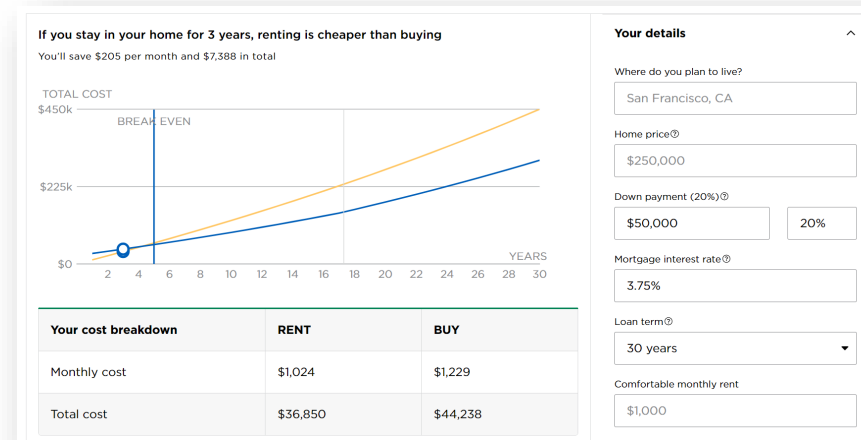 If you stay in your home for 3 years, renting is cheaper than buying
You'll save $205 per month and $7,388 in total
TOTAL COST
$450k
BREAK EVEN
$225k
YEARS
$0
2 4 6 8 10 12 14 16 18 20 22 24 26 28 30
Your cost breakdown RENT BUY
Monthly cost $1,024 $1,229
Total cost $36,850 $44,238
Your details
Where do you plan to live?
San Francisco, CA
Home price?
$250,000
Down payment (20%)?
$50,000 20%
Mortgage interest rate?
3.75%
Loan term?
30 years
Comfortable monthly rent
$1,000